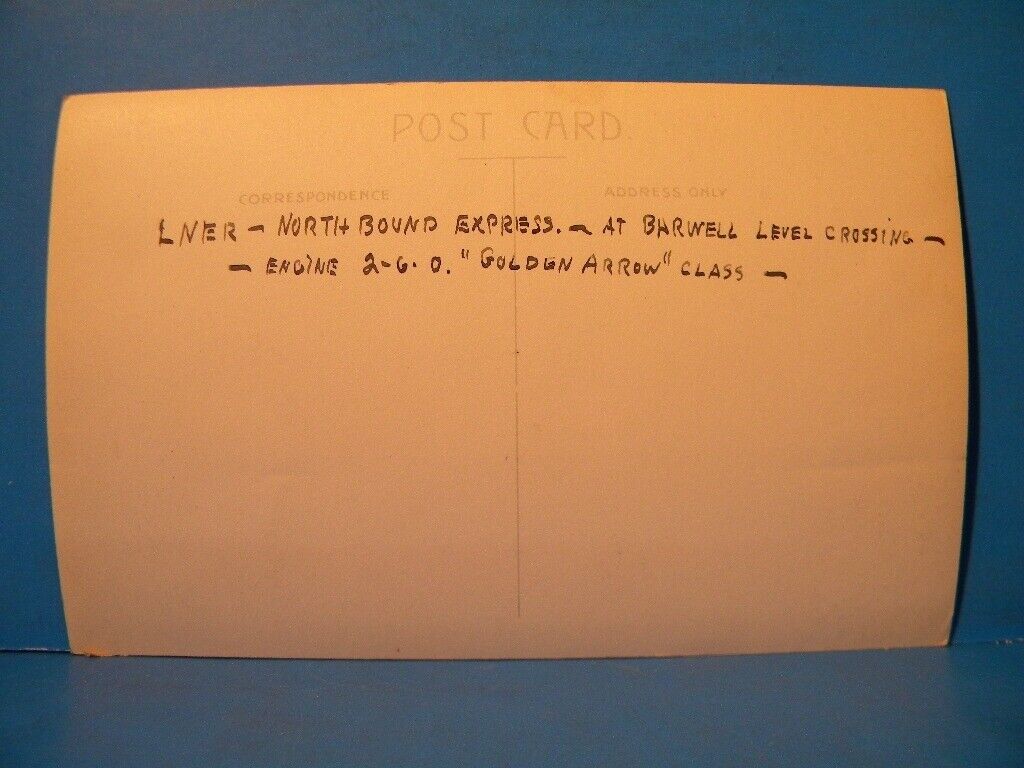 POST CARD
CORRESPONDENCE
ADDRESS ONLY
LNER - NORTH BOUND EXPRESS. - AT BARWELL LEVEL CROSSING -
- ENGINE 2-6-0. "GOLDEN ARROW" CLASS -